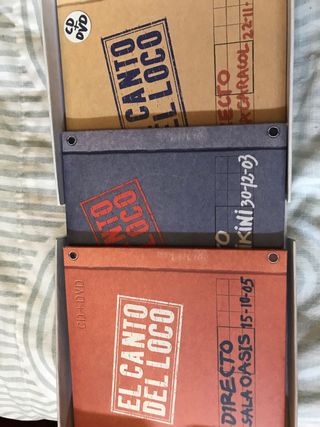 CD
+
DVD
EL CANTO
DEL LOCO
ECTO
CARACOL
22-11-
CANTO
DEL LOCO
KINI
30-12-03
CD+DVD
EL CANTO
DEL LOCO
DIRECTO
SALA OASIS
15-10-05